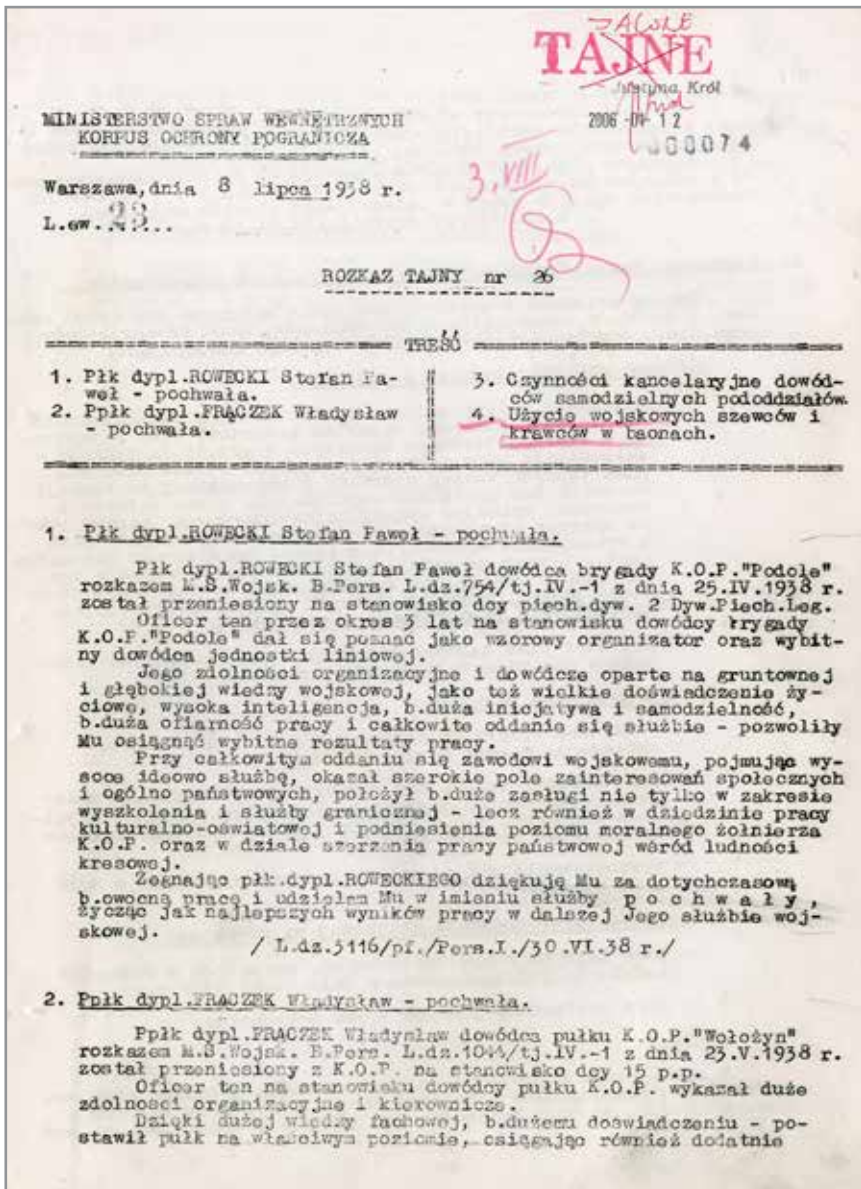 JAWNE
TAJNE
Justyna Król
2006 -01- 12
000074
MINISTERSTWO SPRAW WEWNĘTRZNYCH
KORPUS OCHRONY POGRANICZA
3.VIII
Warszawa,dnia 8 lipca 1938 r.
L.ew. 23...
ROZKAZ TAJNY nr 26
TREŚĆ
1. Płk dypl.ROWECKI Stefan Pa-
weł - pochwała.
2. Ppłk dypl.FRĄCZEK Władysław
- pochwała.
3. Czynności kancelaryjne dowód-
ców samodzielnych pododdziałów.
4. Użycie wojskowych szewców i
krawców w baonach.
1. Płk dypl.ROWECKI Stefan Paweł - pochwała.
Płk dypl.ROWECKI Stefan Paweł dowódca brygady K.O.P."Podole"
rozkazem M.S.Wojsk. B.Pers. L.dz.754/tj.IV.-1 z dnia 25.IV.1938 r.
został przeniesiony na stanowisko dcy piech.dyw. 2 Dyw.Piech.Leg.
Oficer ten przez okres 3 lat na stanowisku dowódcy brygady
K.O.P."Podole" dał się poznać jako wzorowy organizator oraz wybit-
ny dowódca jednostki liniowej.
Jego zdolności organizacyjne i dowódcze oparte na gruntownej
i głębokiej wiedzy wojskowej, jako też wielkie doświadczenie ży-
ciowe, wysoka inteligencja, b.duża inicjatywa i samodzielność,
b.duża ofiarność pracy i całkowite oddanie się służbie - pozwoliły
Mu osiągnąć wybitne rezultaty pracy.
Przy całkowitym oddaniu się zawodowi wojskowemu, pojmując wy-
soce ideowo służbę, okazał szerokie pole zainteresowań społecznych
i ogólno państwowych, położył b.duże zasługi nie tylko w zakresie
wyszkolenia i służby granicznej - lecz również w dziedzinie pracy
kulturalno-oświatowej i podniesienia poziomu moralnego żołnierza
K.O.P. oraz w dziale szerzenia pracy państwowej wśród ludności
kresowej.
Żegnając płk.dypl.ROWECKIEGO dziękuję Mu za dotychczasową
b.owocną pracę i udzielam Mu w imieniu służby p o c h w a ł y ,
życząc jak najlepszych wyników pracy w dalszej Jego służbie woj-
skowej.
/ L.dz.5116/pf./Pers.I./30.VI.38 r./
2. Ppłk dypl.FRĄCZEK Władysław - pochwała.
Ppłk dypl.FRĄCZEK Władysław dowódca pułku K.O.P."Wołożyn"
rozkazem M.S.Wojsk. B.Pers. L.dz.1044/tj.IV.-1 z dnia 23.V.1938 r.
został przeniesiony z K.O.P. na stanowisko dcy 15 p.p.
Oficer ten na stanowisku dowódcy pułku K.O.P. wykazał duże
zdolności organizacyjne i kierownicze.
Dzięki dużej wiedzy fachowej, b.dużemu doświadczeniu - po-
stawił pułk na właściwym poziomie, osiągając również dodatnie